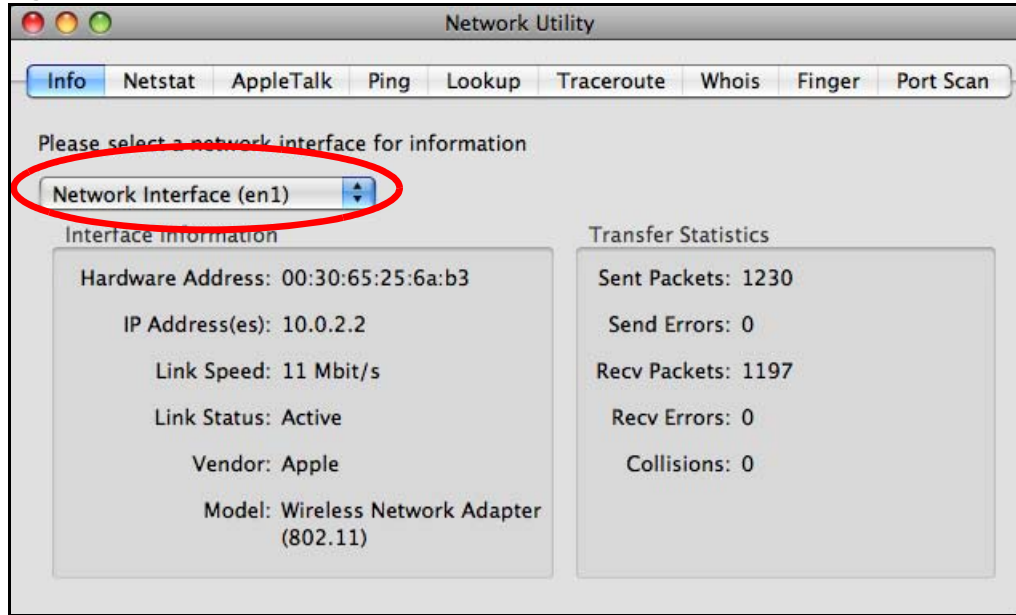 Network Utility
Info Netstat AppleTalk Ping Lookup Traceroute Whois Finger Port Scan
Please select a network interface for information
Network Interface (en1)
Interface Information
Hardware Address: 00:30:65:25:6a:b3
IP Address(es): 10.0.2.2
Link Speed: 11 Mbit/s
Link Status: Active
Vendor: Apple
Model: Wireless Network Adapter
(802.11)
Transfer Statistics
Sent Packets: 1230
Send Errors: 0
Recv Packets: 1197
Recv Errors: 0
Collisions: 0